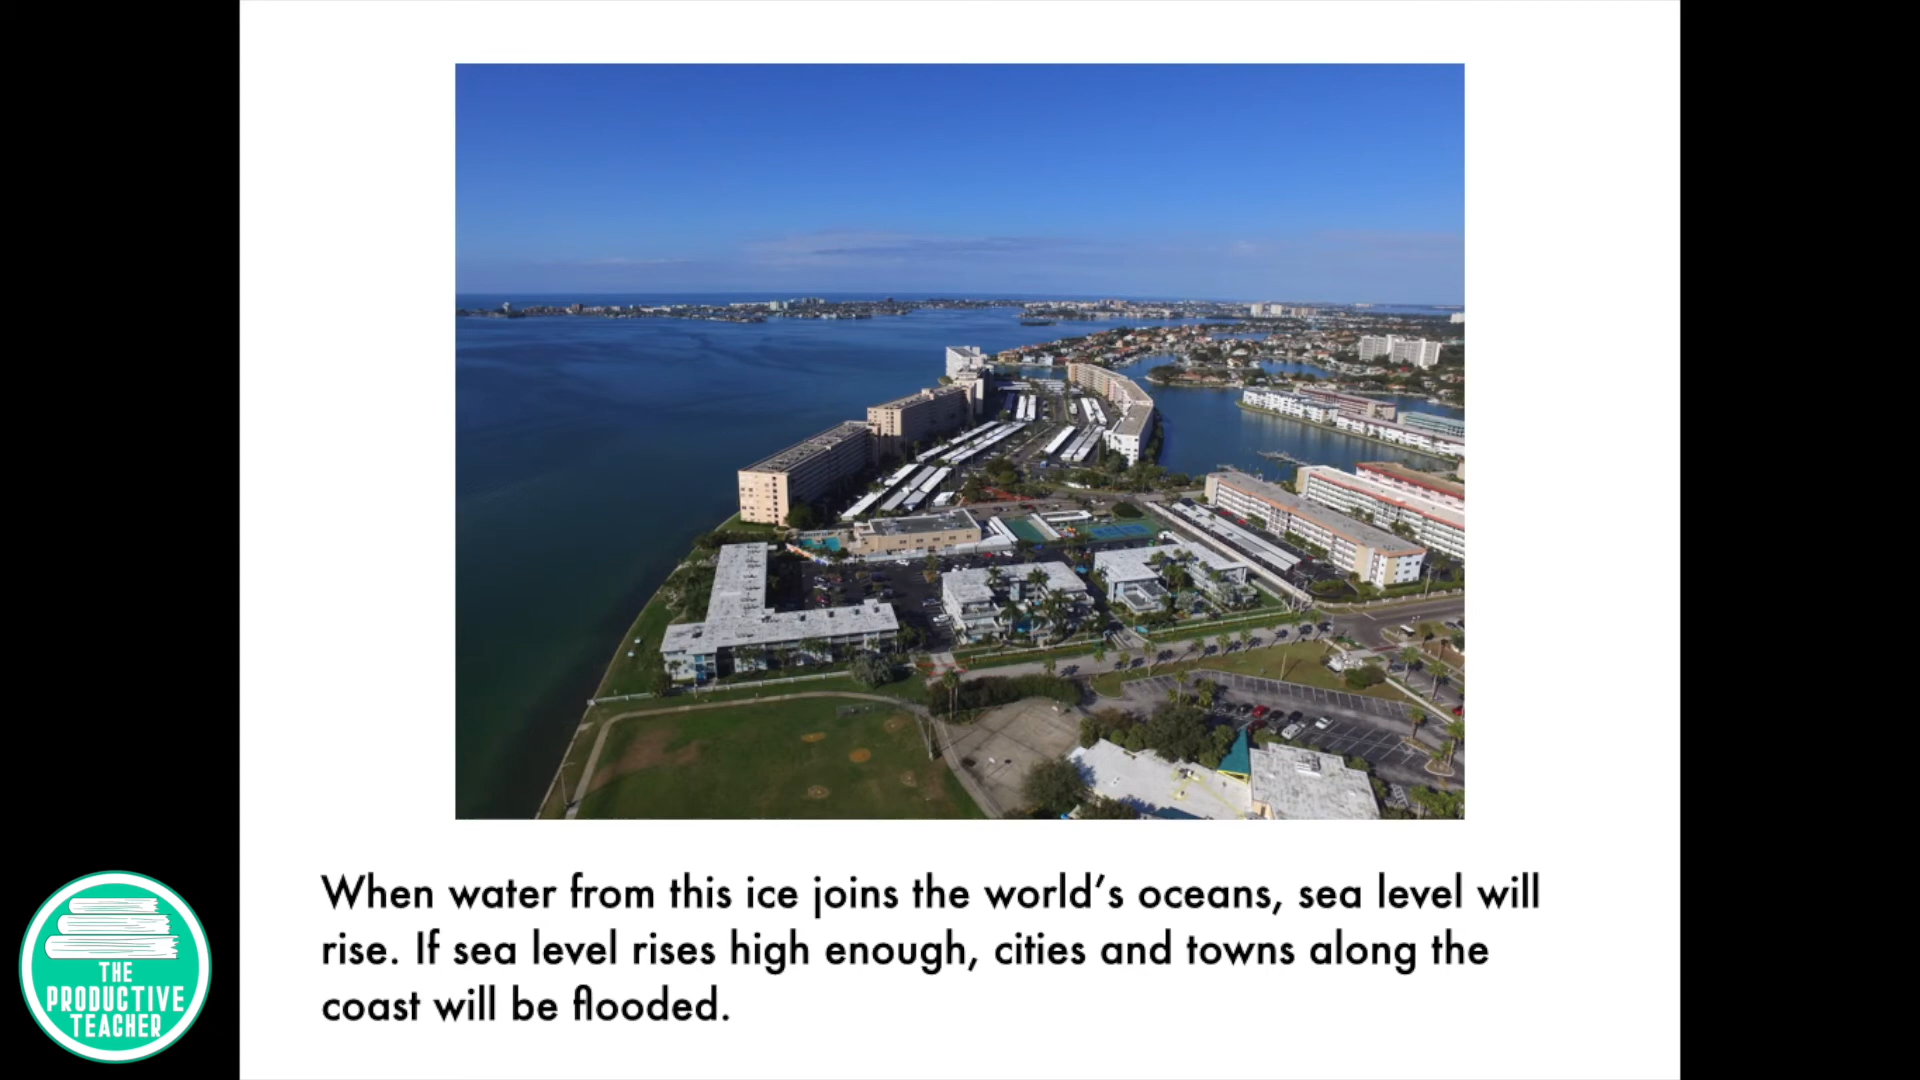 When water from this ice joins the world's oceans, sea level will
rise. If sea level rises high enough, cities and towns along the
coast will be flooded.
THE
PRODUCTIVE
TEACHER